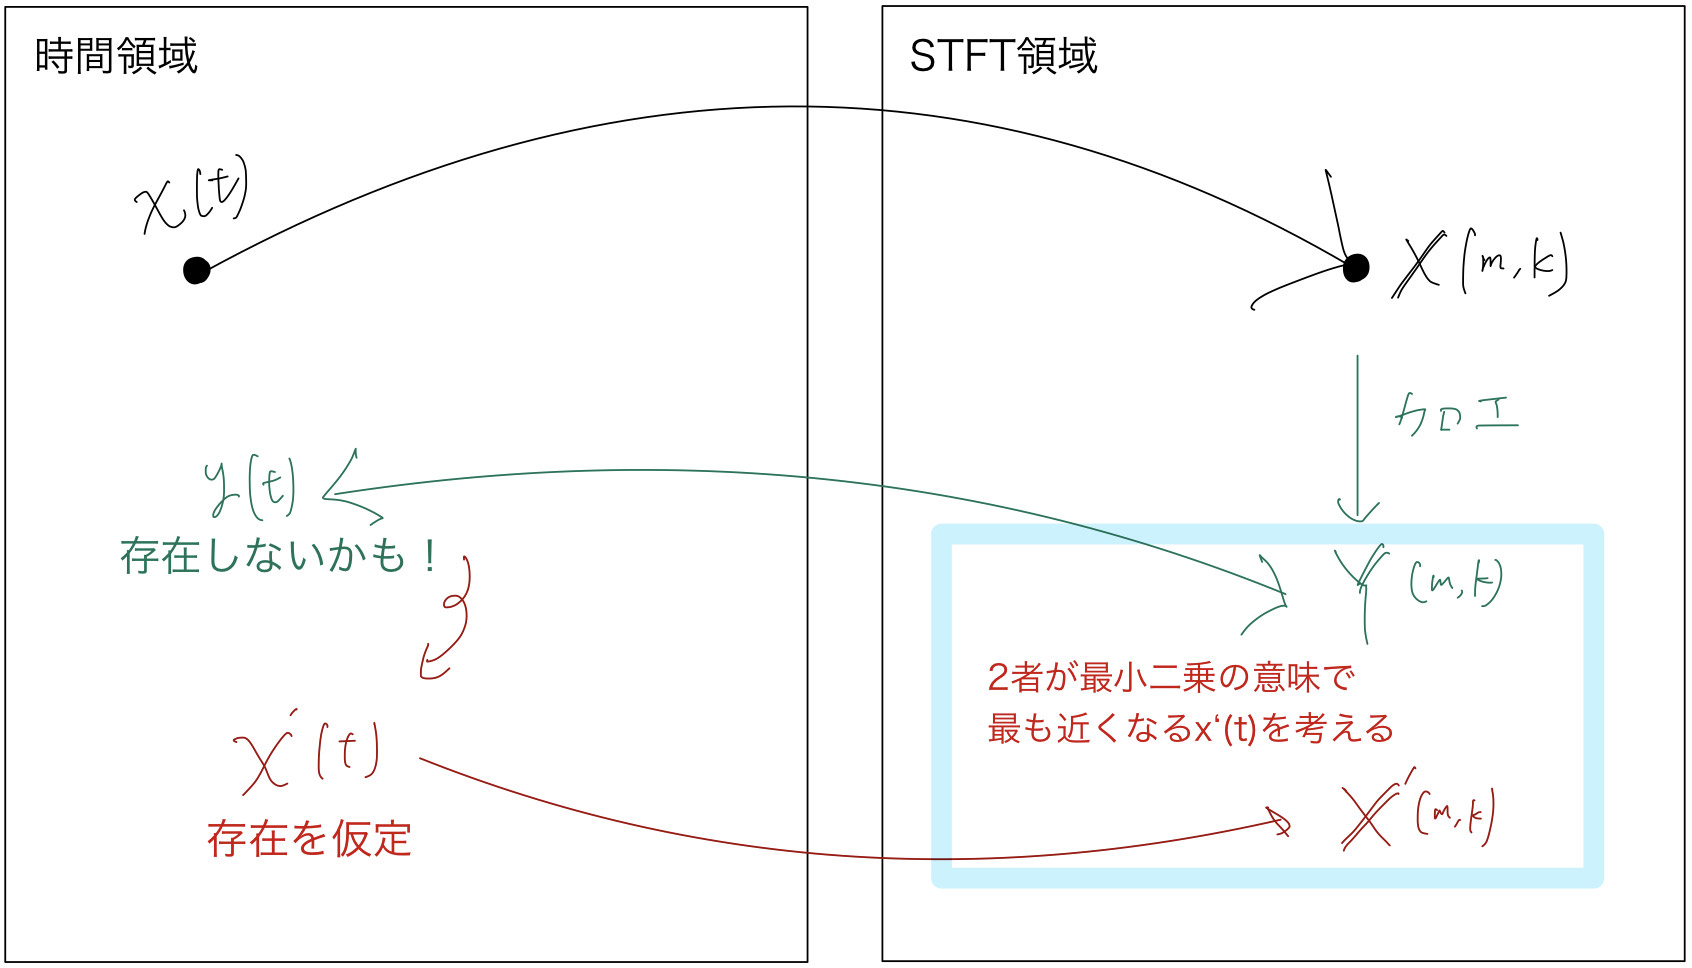 時間領域
STFT領域
x(t)
X(m,k)
加工
y(t)
存在しないかも！
Y(m,k)
2者が最小二乗の意味で
最も近くなるx‘(t)を考える
x'(t)
存在を仮定
X'(m,k)